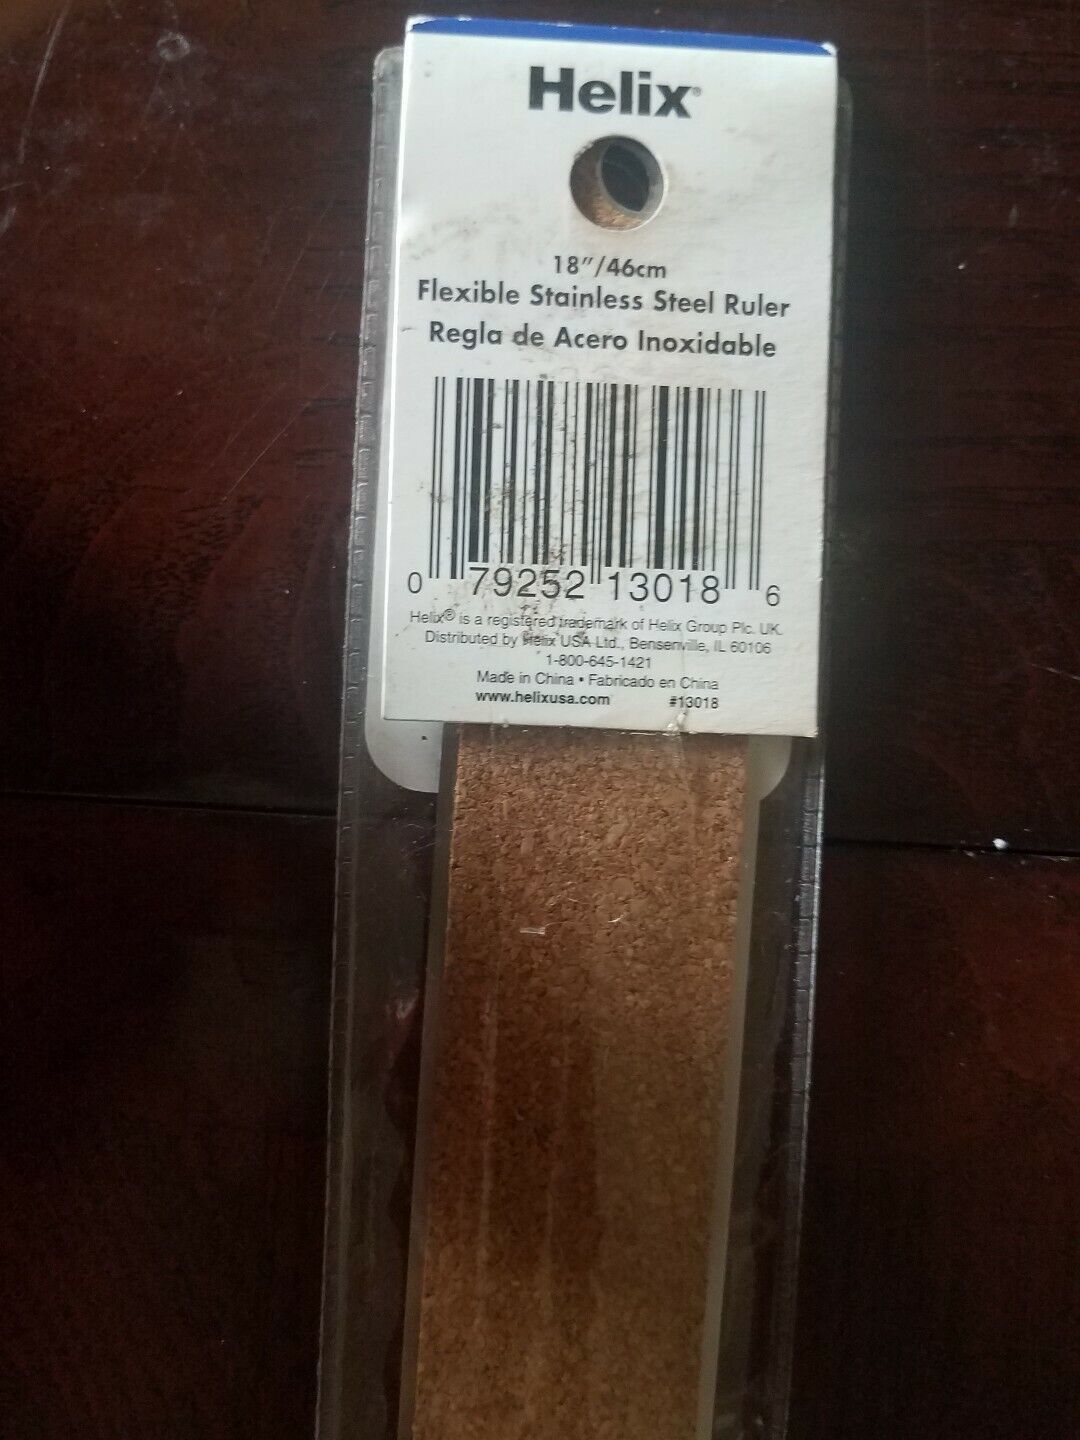 Helix®
18"/46cm
Flexible Stainless Steel Ruler
Regla de Acero Inoxidable
0 79252 13018 6
Helix® is a registered trademark of Helix Group Plc. UK.
Distributed by Helix USA Ltd., Bensenville, IL 60106
1-800-645-1421
Made in China • Fabricado en China
www.helixusa.com #13018